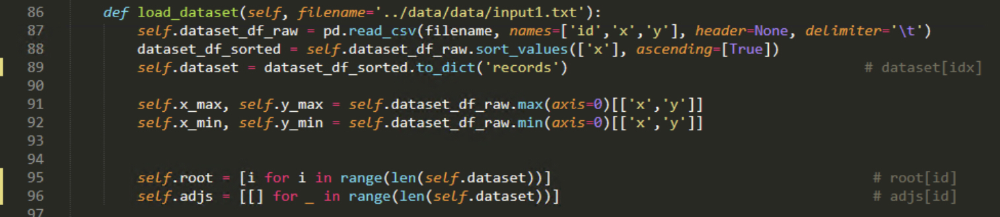 86 def load_dataset(self, filename='../data/data/input1.txt'):
87 self.dataset_df_raw = pd.read_csv(filename, names=['id','x','y'], header=None, delimiter='\t')
88 dataset_df_sorted = self.dataset_df_raw.sort_values(['x'], ascending=[True])
89 self.dataset = dataset_df_sorted.to_dict('records') # dataset[idx]
90
91 self.x_max, self.y_max = self.dataset_df_raw.max(axis=0)[['x','y']]
92 self.x_min, self.y_min = self.dataset_df_raw.min(axis=0)[['x','y']]
93
94
95 self.root = [i for i in range(len(self.dataset))] # root[id]
96 self.adjs = [[] for _ in range(len(self.dataset))] # adjs[id]
97